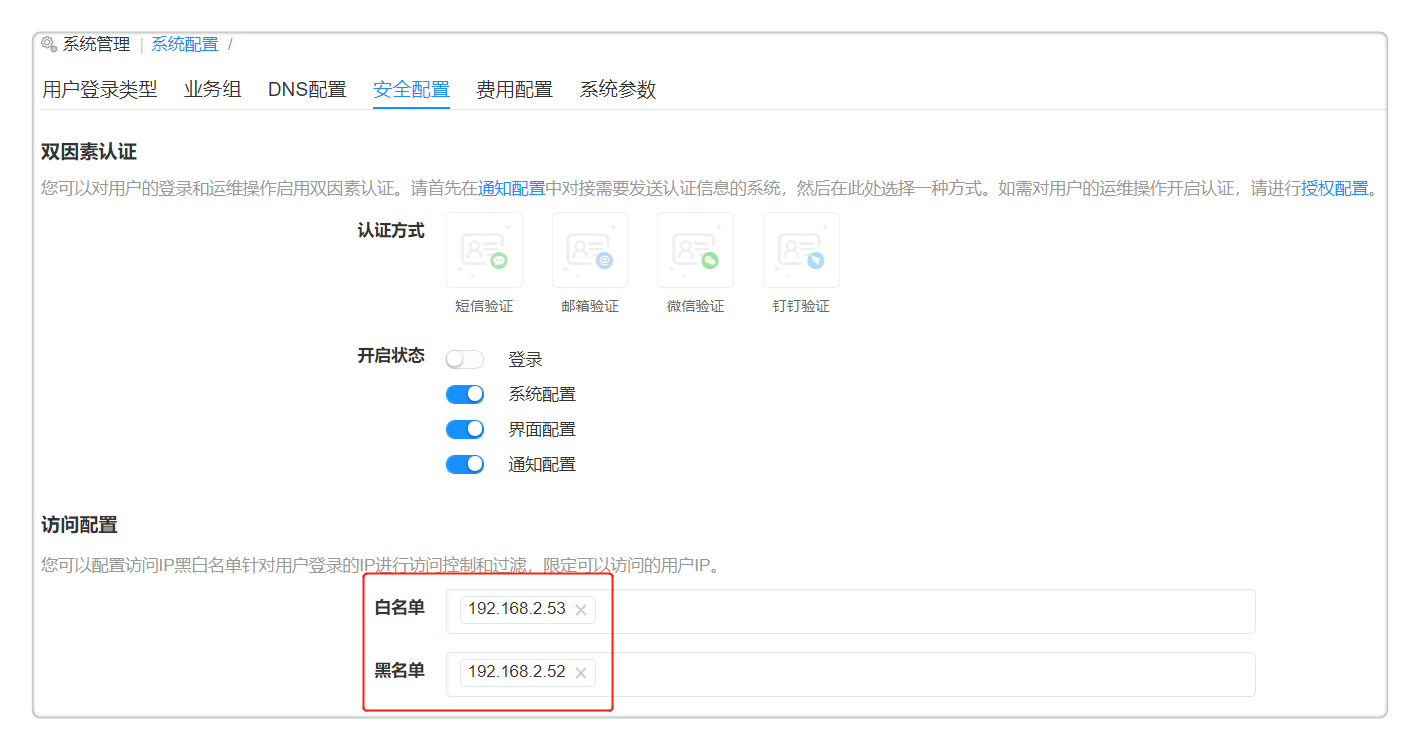 系统管理 | 系统配置 /
用户登录类型 业务组 DNS配置 安全配置 费用配置 系统参数
双因素认证
您可以对用户的登录和运维操作启用双因素认证。请首先在通知配置中对接需要发送认证信息的系统，然后在此处选择一种方式。如需对用户的运维操作开启认证，请进行授权配置。
认证方式
短信验证 邮箱验证 微信验证 钉钉验证
开启状态 登录
系统配置
界面配置
通知配置
访问配置
您可以配置访问IP黑白名单针对用户登录的IP进行访问控制和过滤，限定可以访问的用户IP。
白名单 192.168.2.53 ×
黑名单 192.168.2.52 ×